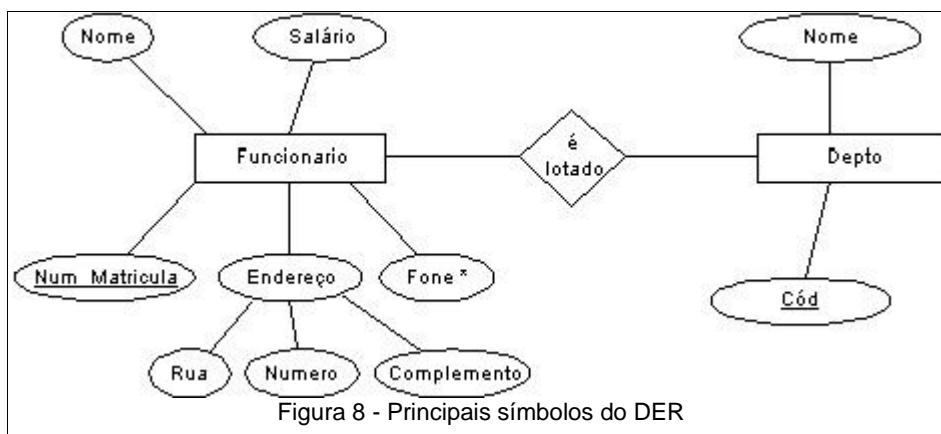 Nome
Salário
Nome
Funcionario
é
lotado
Depto
Num_Matricula
Endereço
Fone *
Cód
Rua
Numero
Complemento
Figura 8 - Principais símbolos do DER